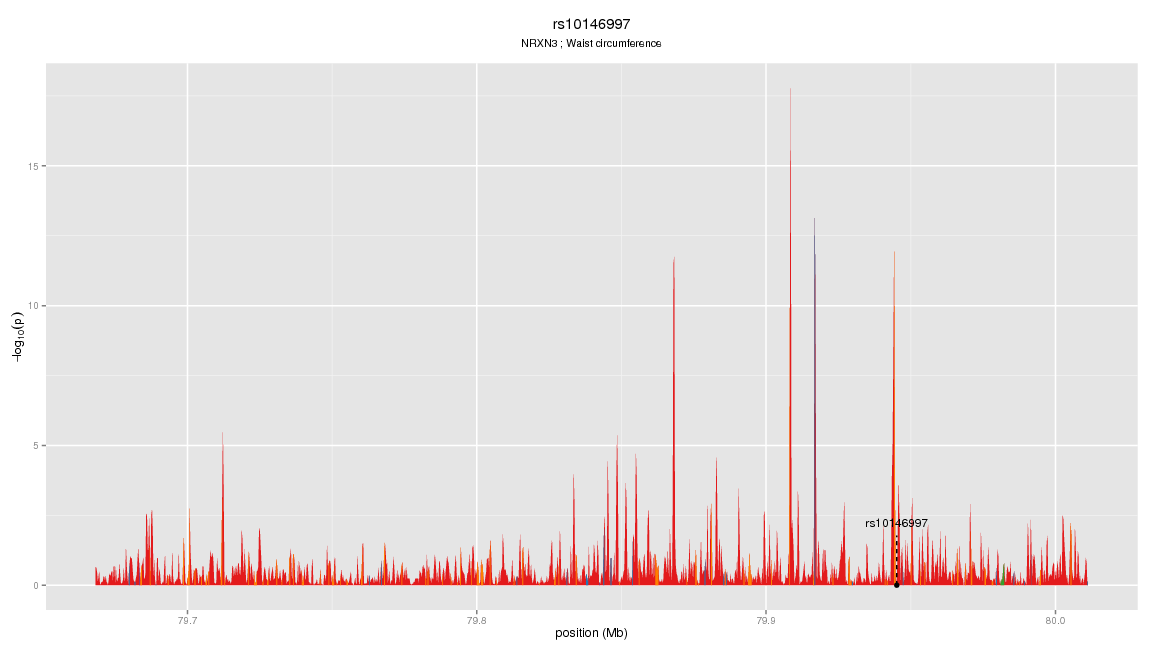 rs10146997
NRXN3 ; Waist circumference
15
10
5
0
−log10(p)
rs10146997
79.7 79.8 79.9 80.0
position (Mb)